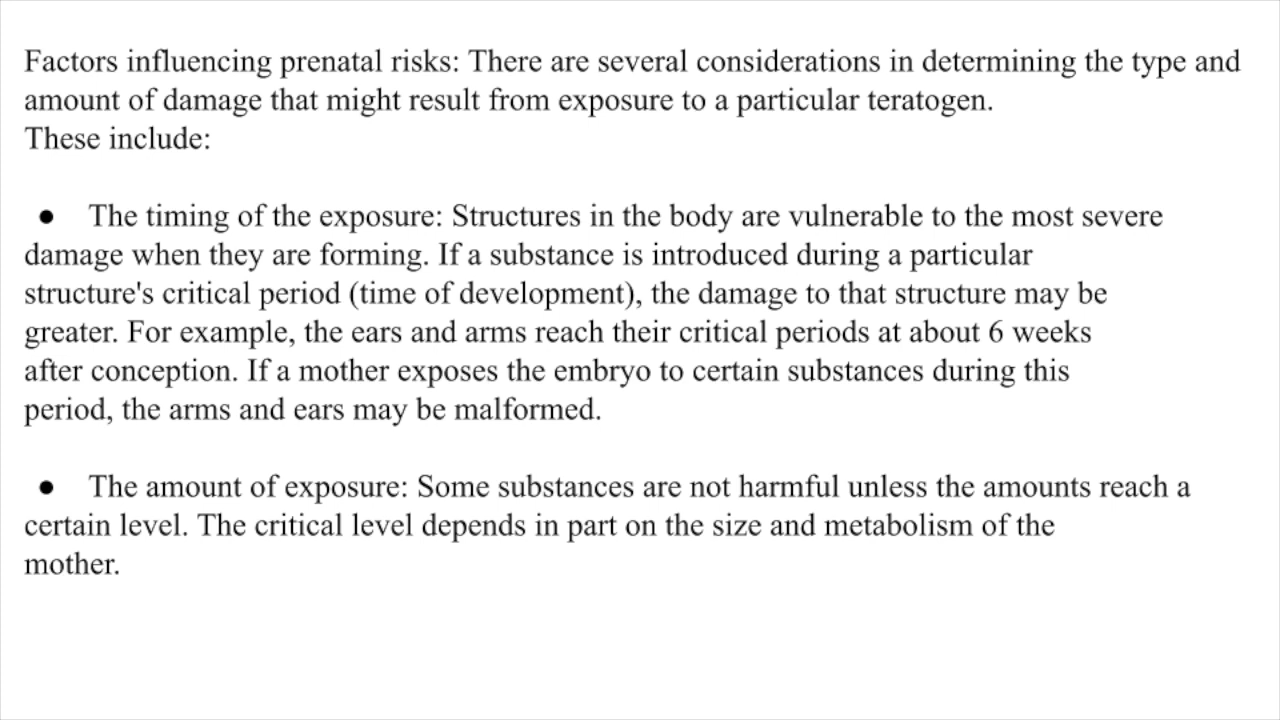 Factors influencing prenatal risks: There are several considerations in determining the type and
amount of damage that might result from exposure to a particular teratogen.
These include:
● The timing of the exposure: Structures in the body are vulnerable to the most severe
damage when they are forming. If a substance is introduced during a particular
structure's critical period (time of development), the damage to that structure may be
greater. For example, the ears and arms reach their critical periods at about 6 weeks
after conception. If a mother exposes the embryo to certain substances during this
period, the arms and ears may be malformed.
● The amount of exposure: Some substances are not harmful unless the amounts reach a
certain level. The critical level depends in part on the size and metabolism of the
mother.